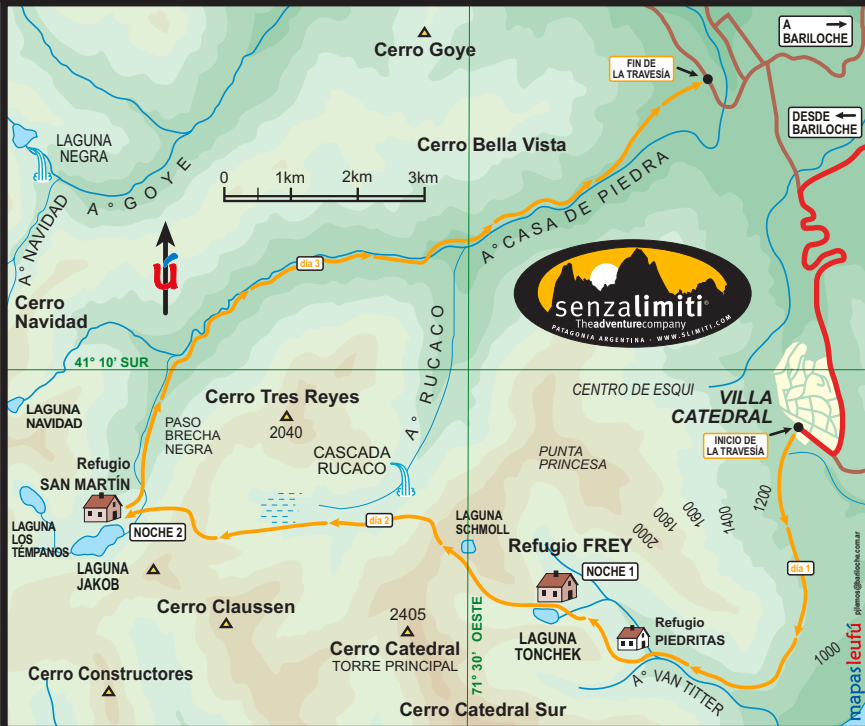 Cerro Goye
A
BARILOCHE
FIN DE
LA TRAVESÍA
DESDE
BARILOCHE
LAGUNA
NEGRA
Cerro Bella Vista
0 1km 2km 3km
A° GOYE
A° NAVIDAD
A° CASA DE PIEDRA
ú
día 3
senzalimiti®
Theadventurecompany
PATAGONIA ARGENTINA - WWW.SLIMITI.COM
Cerro
Navidad
A° RUCACO
41° 10’ SUR
CENTRO DE ESQUI
VILLA
CATEDRAL
Cerro Tres Reyes
2040
LAGUNA
NAVIDAD
PASO
BRECHA
NEGRA
INICIO DE
LA TRAVESÍA
CASCADA
RUCACO
PUNTA
PRINCESA
Refugio
SAN MARTÍN
1200
1400
1600
1800
2000
LAGUNA
LOS
TÉMPANOS
NOCHE 2
día 2
LAGUNA
SCHMOLL
Refugio FREY
NOCHE 1
LAGUNA
JAKOB
día 1
Cerro Claussen
2405
Cerro Catedral
TORRE PRINCIPAL
71° 30’ OESTE
LAGUNA
TONCHEK
Refugio
PIEDRITAS
1000
Cerro Constructores
A° VAN TITTER
Cerro Catedral Sur
mapasleufú
pjlemos@bariloche.com.ar